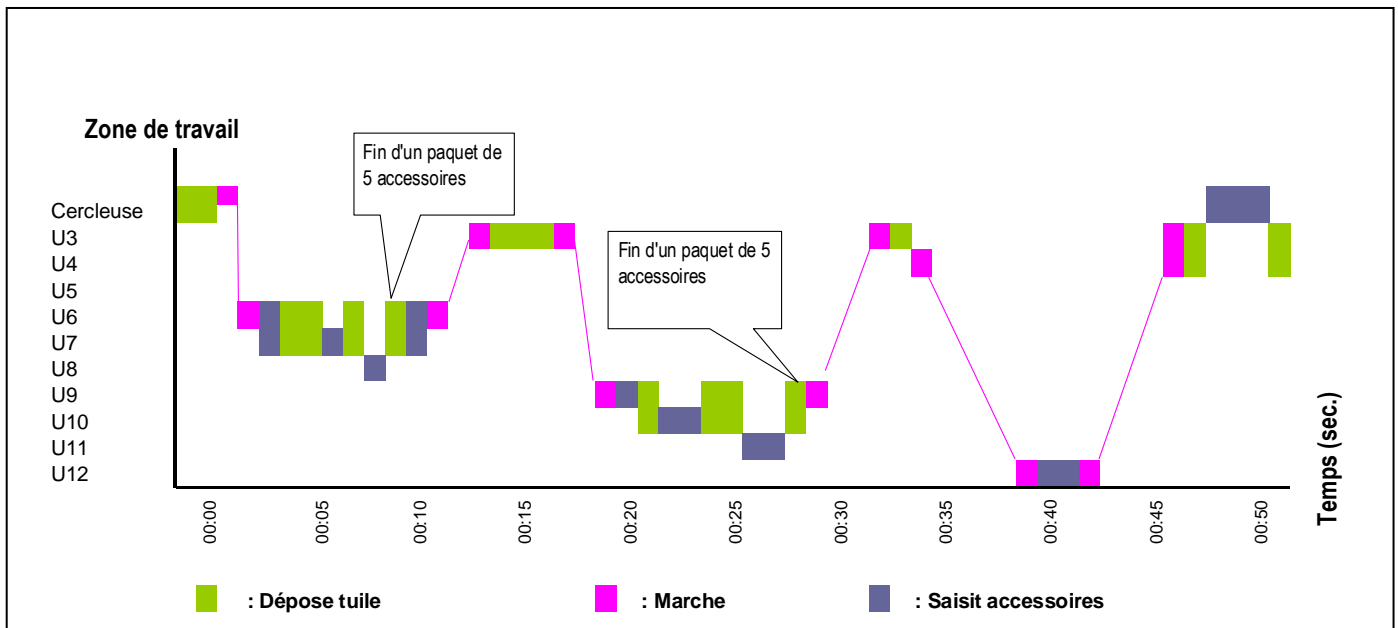 Zone de travail
Fin d'un paquet de
5 accessoires
Fin d'un paquet de 5
accessoires
Cercleuse
U3
U4
U5
U6
U7
U8
U9
U10
U11
U12
00:00
00:05
00:10
00:15
00:20
00:25
00:30
00:35
00:40
00:45
00:50
Temps (sec.)
: Dépose tuile
: Marche
: Saisit accessoires